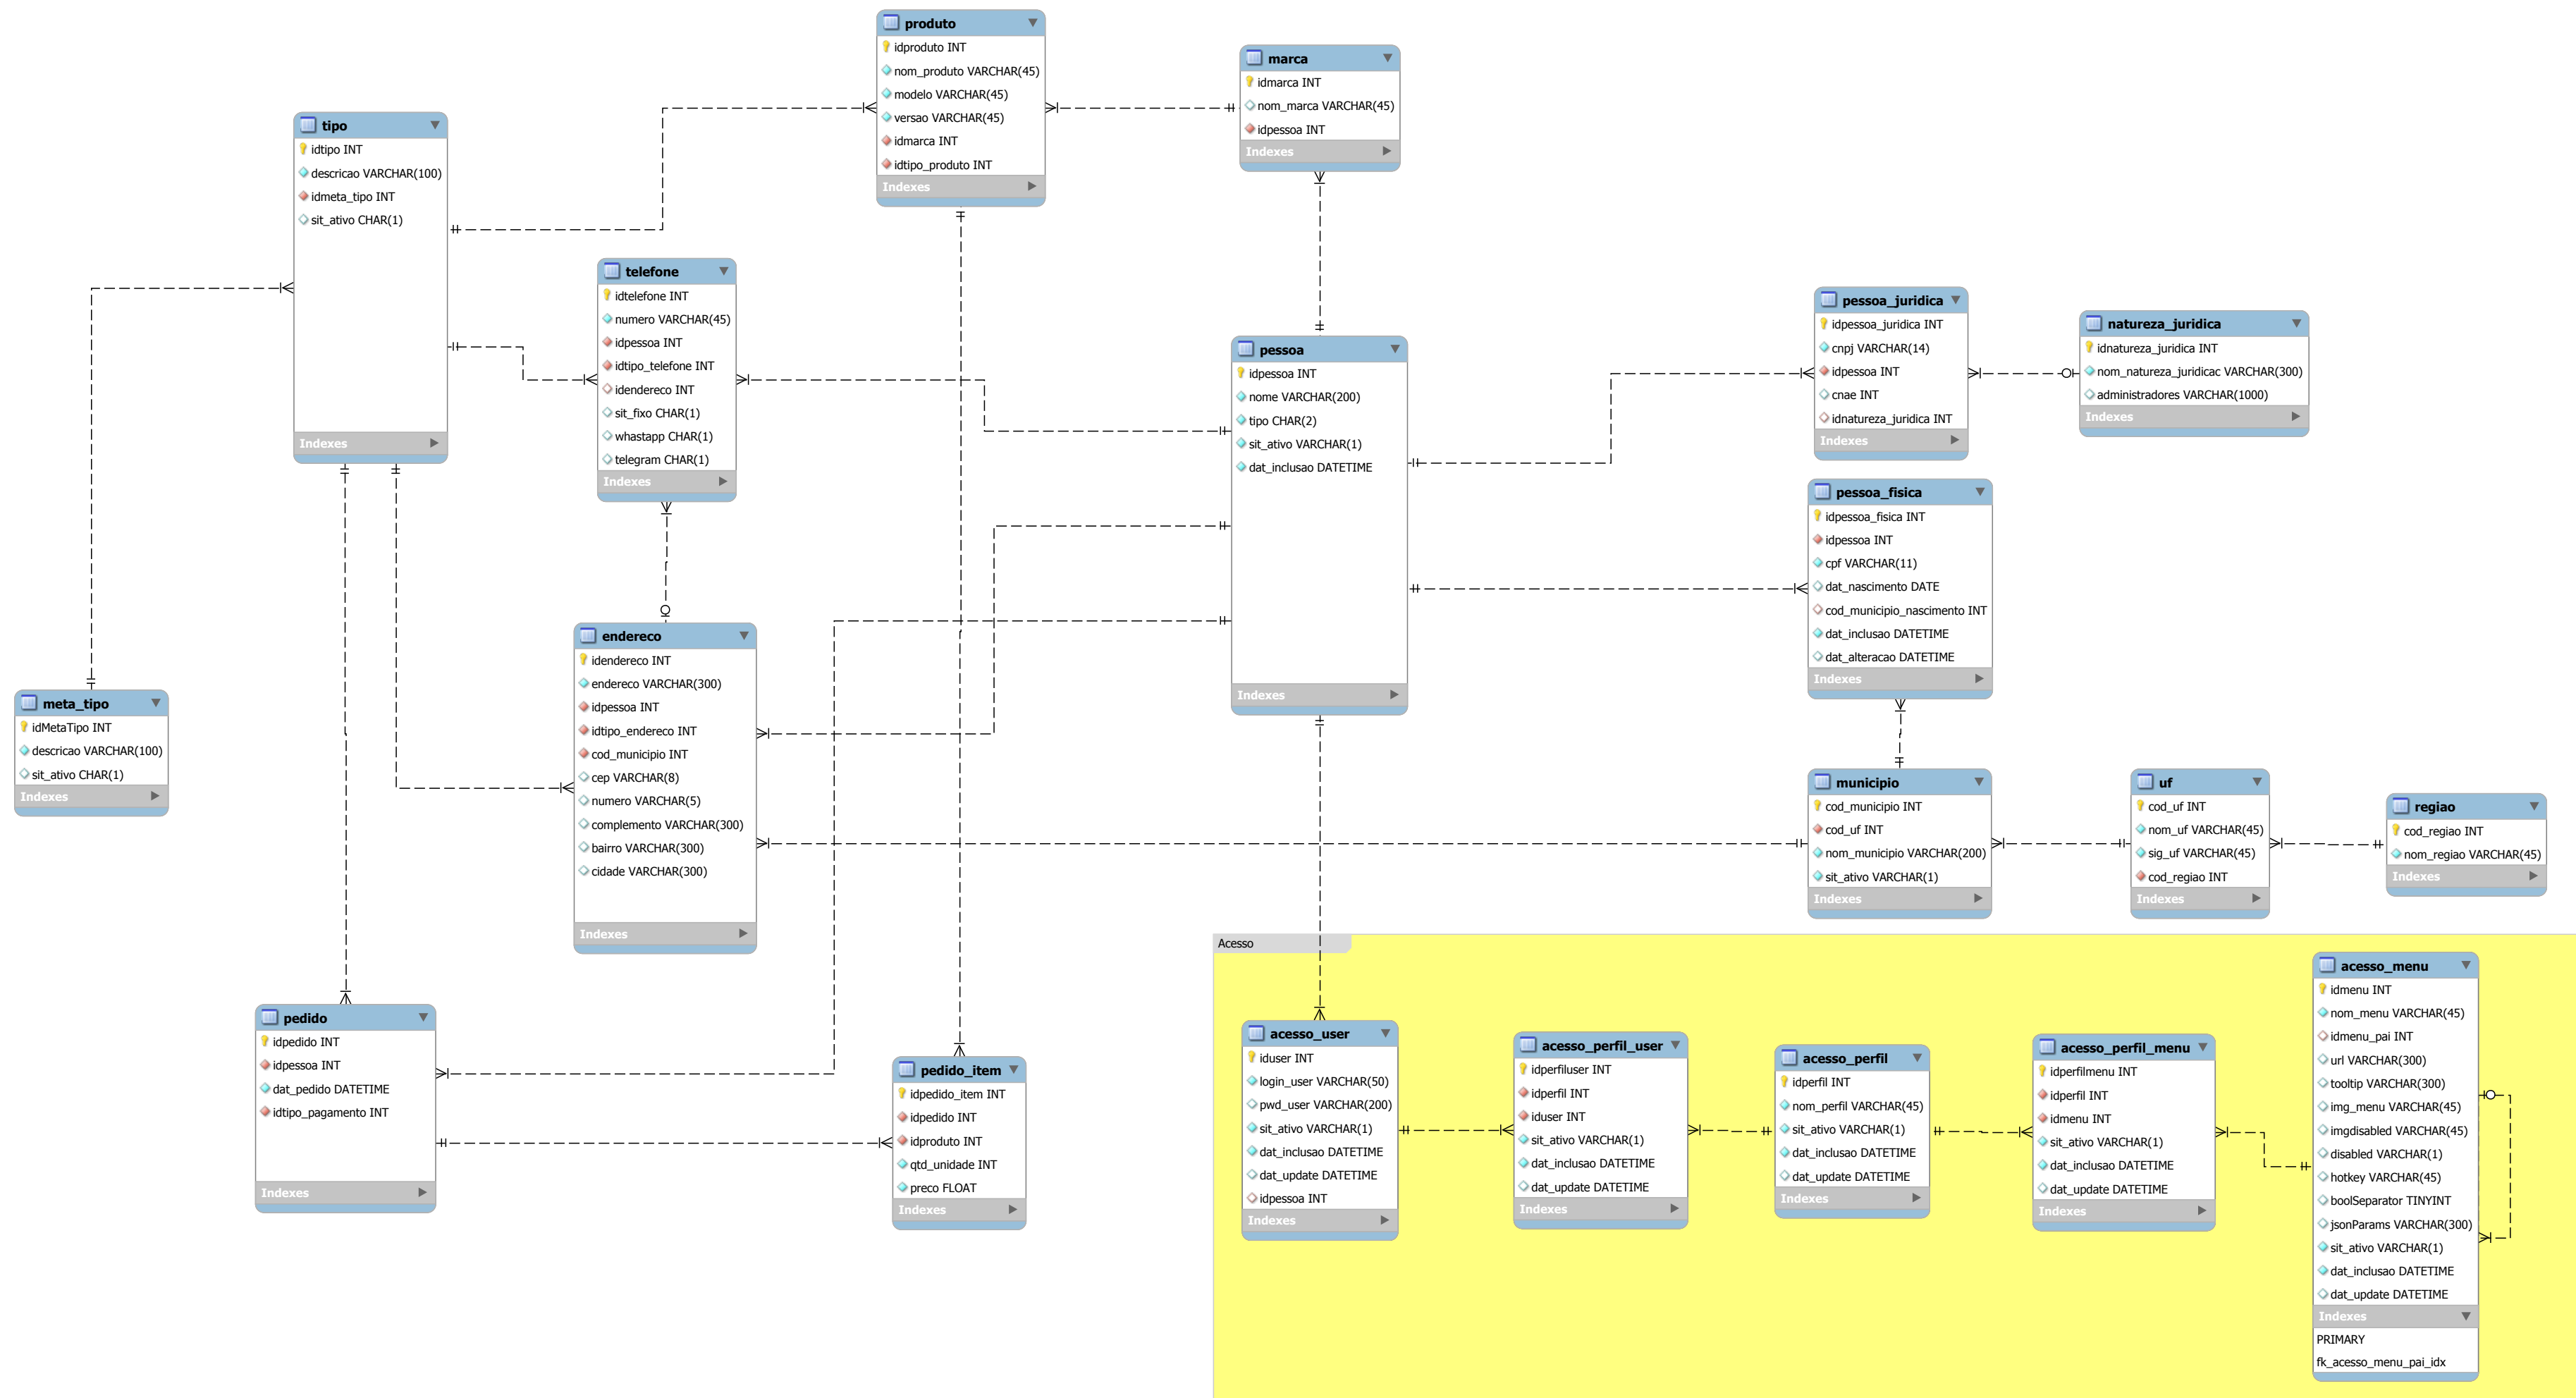 produto
idproduto INT
nom_produto VARCHAR(45)
modelo VARCHAR(45)
versao VARCHAR(45)
idmarca INT
idtipo_produto INT
Indexes
marca
idmarca INT
nom_marca VARCHAR(45)
idpessoa INT
Indexes
tipo
idtipo INT
descricao VARCHAR(100)
idmeta_tipo INT
sit_ativo CHAR(1)
Indexes
telefone
idtelefone INT
numero VARCHAR(45)
idpessoa INT
idtipo_telefone INT
idendereco INT
sit_fixo CHAR(1)
whastapp CHAR(1)
telegram CHAR(1)
Indexes
pessoa
idpessoa INT
nome VARCHAR(200)
tipo CHAR(2)
sit_ativo VARCHAR(1)
dat_inclusao DATETIME
Indexes
pessoa_juridica
idpessoa_juridica INT
cnpj VARCHAR(14)
idpessoa INT
cnae INT
idnatureza_juridica INT
Indexes
natureza_juridica
idnatureza_juridica INT
nom_natureza_juridicac VARCHAR(300)
administradores VARCHAR(1000)
Indexes
pessoa_fisica
idpessoa_fisica INT
idpessoa INT
cpf VARCHAR(11)
dat_nascimento DATE
cod_municipio_nascimento INT
dat_inclusao DATETIME
dat_alteracao DATETIME
Indexes
endereco
idendereco INT
endereco VARCHAR(300)
idpessoa INT
idtipo_endereco INT
cod_municipio INT
cep VARCHAR(8)
numero VARCHAR(5)
complemento VARCHAR(300)
bairro VARCHAR(300)
cidade VARCHAR(300)
Indexes
meta_tipo
idMetaTipo INT
descricao VARCHAR(100)
sit_ativo CHAR(1)
Indexes
municipio
cod_municipio INT
cod_uf INT
nom_municipio VARCHAR(200)
sit_ativo VARCHAR(1)
Indexes
uf
cod_uf INT
nom_uf VARCHAR(45)
sig_uf VARCHAR(45)
cod_regiao INT
Indexes
regiao
cod_regiao INT
nom_regiao VARCHAR(45)
Indexes
pedido
idpedido INT
idpessoa INT
dat_pedido DATETIME
idtipo_pagamento INT
Indexes
pedido_item
idpedido_item INT
idpedido INT
idproduto INT
qtd_unidade INT
preco FLOAT
Indexes
Acesso
acesso_user
iduser INT
login_user VARCHAR(50)
pwd_user VARCHAR(200)
sit_ativo VARCHAR(1)
dat_inclusao DATETIME
dat_update DATETIME
idpessoa INT
Indexes
acesso_perfil_user
idperfiluser INT
idperfil INT
iduser INT
sit_ativo VARCHAR(1)
dat_inclusao DATETIME
dat_update DATETIME
Indexes
acesso_perfil
idperfil INT
nom_perfil VARCHAR(45)
sit_ativo VARCHAR(1)
dat_inclusao DATETIME
dat_update DATETIME
Indexes
acesso_perfil_menu
idperfilmenu INT
idperfil INT
idmenu INT
sit_ativo VARCHAR(1)
dat_inclusao DATETIME
dat_update DATETIME
Indexes
acesso_menu
idmenu INT
nom_menu VARCHAR(45)
idmenu_pai INT
url VARCHAR(300)
tooltip VARCHAR(300)
img_menu VARCHAR(45)
imgdisabled VARCHAR(45)
disabled VARCHAR(1)
hotkey VARCHAR(45)
boolSeparator TINYINT
jsonParams VARCHAR(300)
sit_ativo VARCHAR(1)
dat_inclusao DATETIME
dat_update DATETIME
Indexes
PRIMARY
fk_acesso_menu_pai_idx